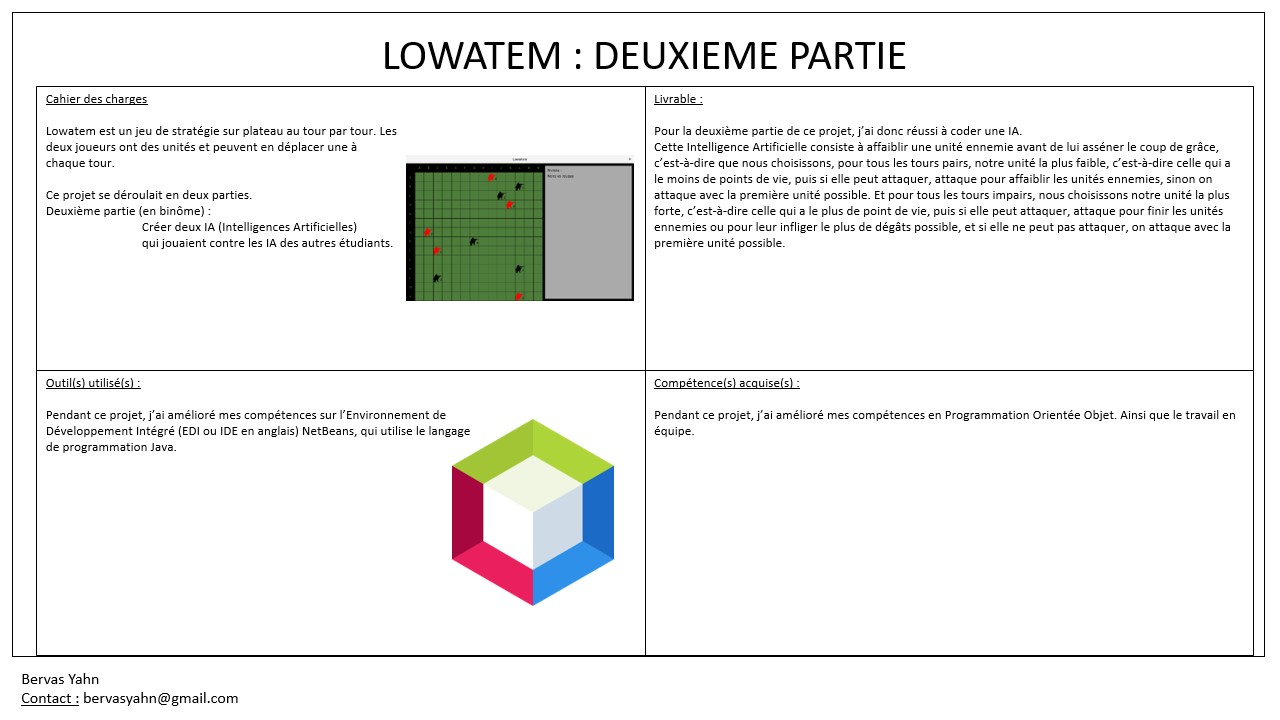 LOWATEM : DEUXIEME PARTIE
Cahier des charges
Lowatem est un jeu de stratégie sur plateau au tour par tour. Les
deux joueurs ont des unités et peuvent en déplacer une à
chaque tour.
Ce projet se déroulait en deux parties.
Deuxième partie (en binôme) :
Créer deux IA (Intelligences Artificielles)
qui jouaient contre les IA des autres étudiants.
Livrable :
Pour la deuxième partie de ce projet, j’ai donc réussi à coder une IA.
Cette Intelligence Artificielle consiste à affaiblir une unité ennemie avant de lui asséner le coup de grâce,
c’est-à-dire que nous choisissons, pour tous les tours pairs, notre unité la plus faible, c’est-à-dire celle qui a
le moins de points de vie, puis si elle peut attaquer, attaque pour affaiblir les unités ennemies, sinon on
attaque avec la première unité possible. Et pour tous les tours impairs, nous choisissons notre unité la plus
forte, c’est-à-dire celle qui a le plus de point de vie, puis si elle peut attaquer, attaque pour finir les unités
ennemies ou pour leur infliger le plus de dégâts possible, et si elle ne peut pas attaquer, on attaque avec la
première unité possible.
Outil(s) utilisé(s) :
Pendant ce projet, j’ai amélioré mes compétences sur l’Environnement de
Développement Intégré (EDI ou IDE en anglais) NetBeans, qui utilise le langage
de programmation Java.
Compétence(s) acquise(s) :
Pendant ce projet, j’ai amélioré mes compétences en Programmation Orientée Objet. Ainsi que le travail en
équipe.
Bervas Yahn
Contact : bervasyahn@gmail.com